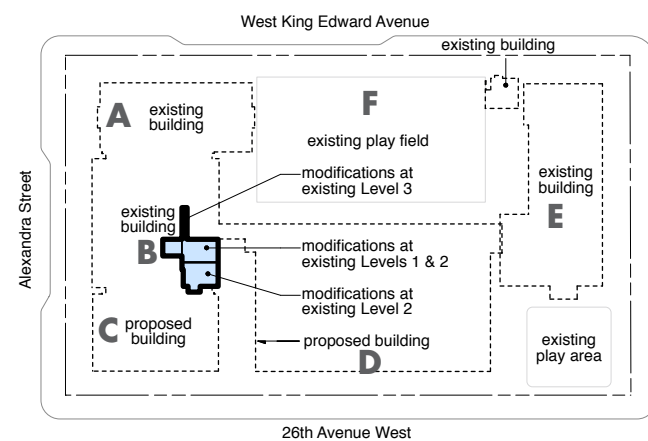 West King Edward Avenue
existing building
A
existing
building
F
existing play field
existing
building
E
Alexandra Street
modifications at
existing Level 3
existing
building
B
modifications at
existing Levels 1 & 2
modifications at
existing Level 2
C
proposed
building
proposed building
D
existing
play area
26th Avenue West